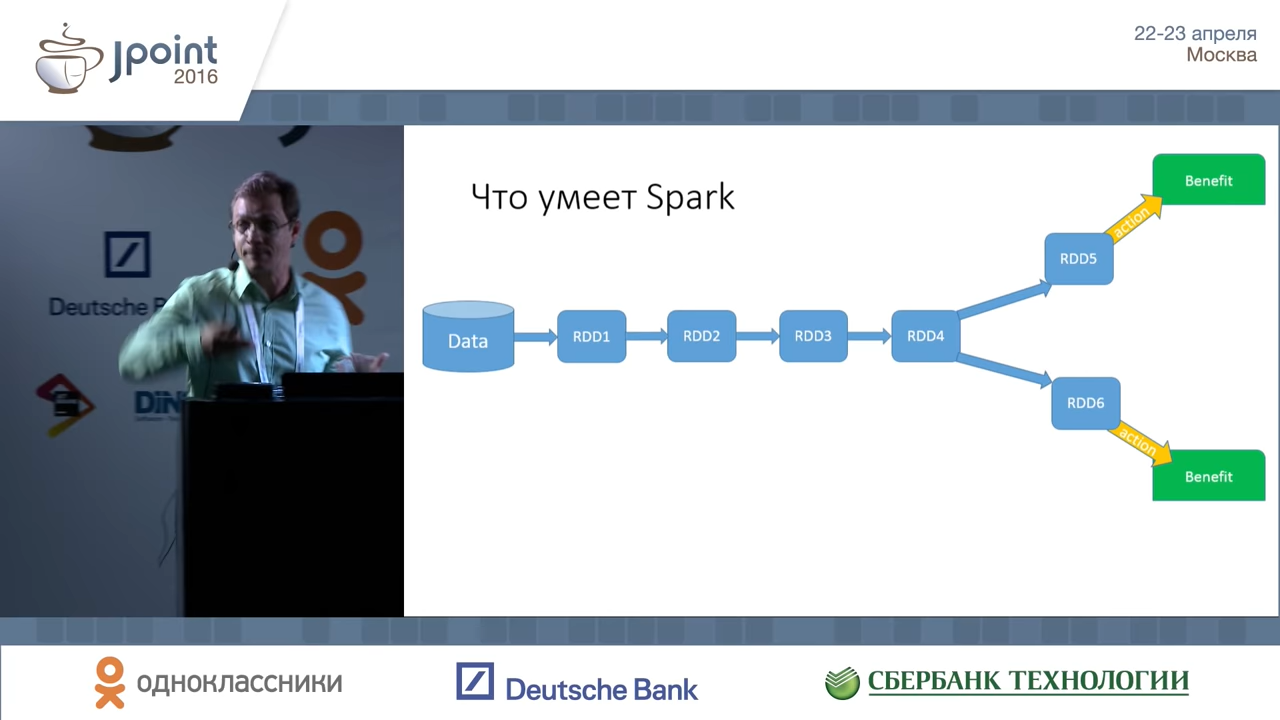 Jpoint
2016
22-23 апреля
Москва
Что умеет Spark
Data
RDD1
RDD2
RDD3
RDD4
RDD5
action
Benefit
RDD6
action
Benefit
Deutsche B
DiN
одноклассники
Deutsche Bank
СБЕРБАНК ТЕХНОЛОГИИ